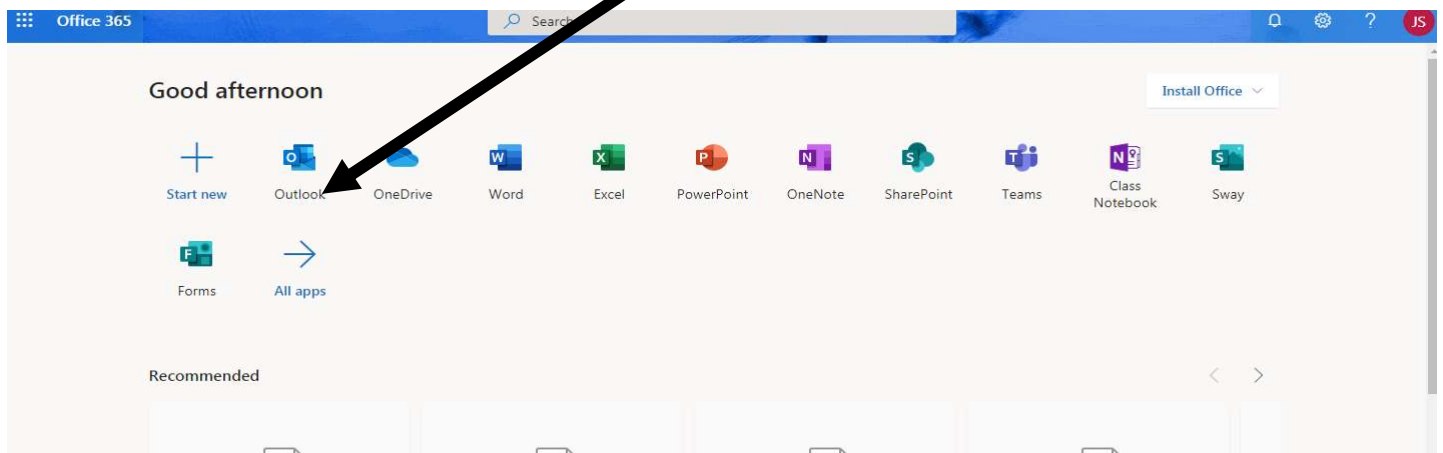 Office 365
Search
?
JS
Good afternoon
Install Office
Start new
Outlook
OneDrive
Word
Excel
PowerPoint
OneNote
SharePoint
Teams
Class
Notebook
Sway
Forms
All apps
Recommended